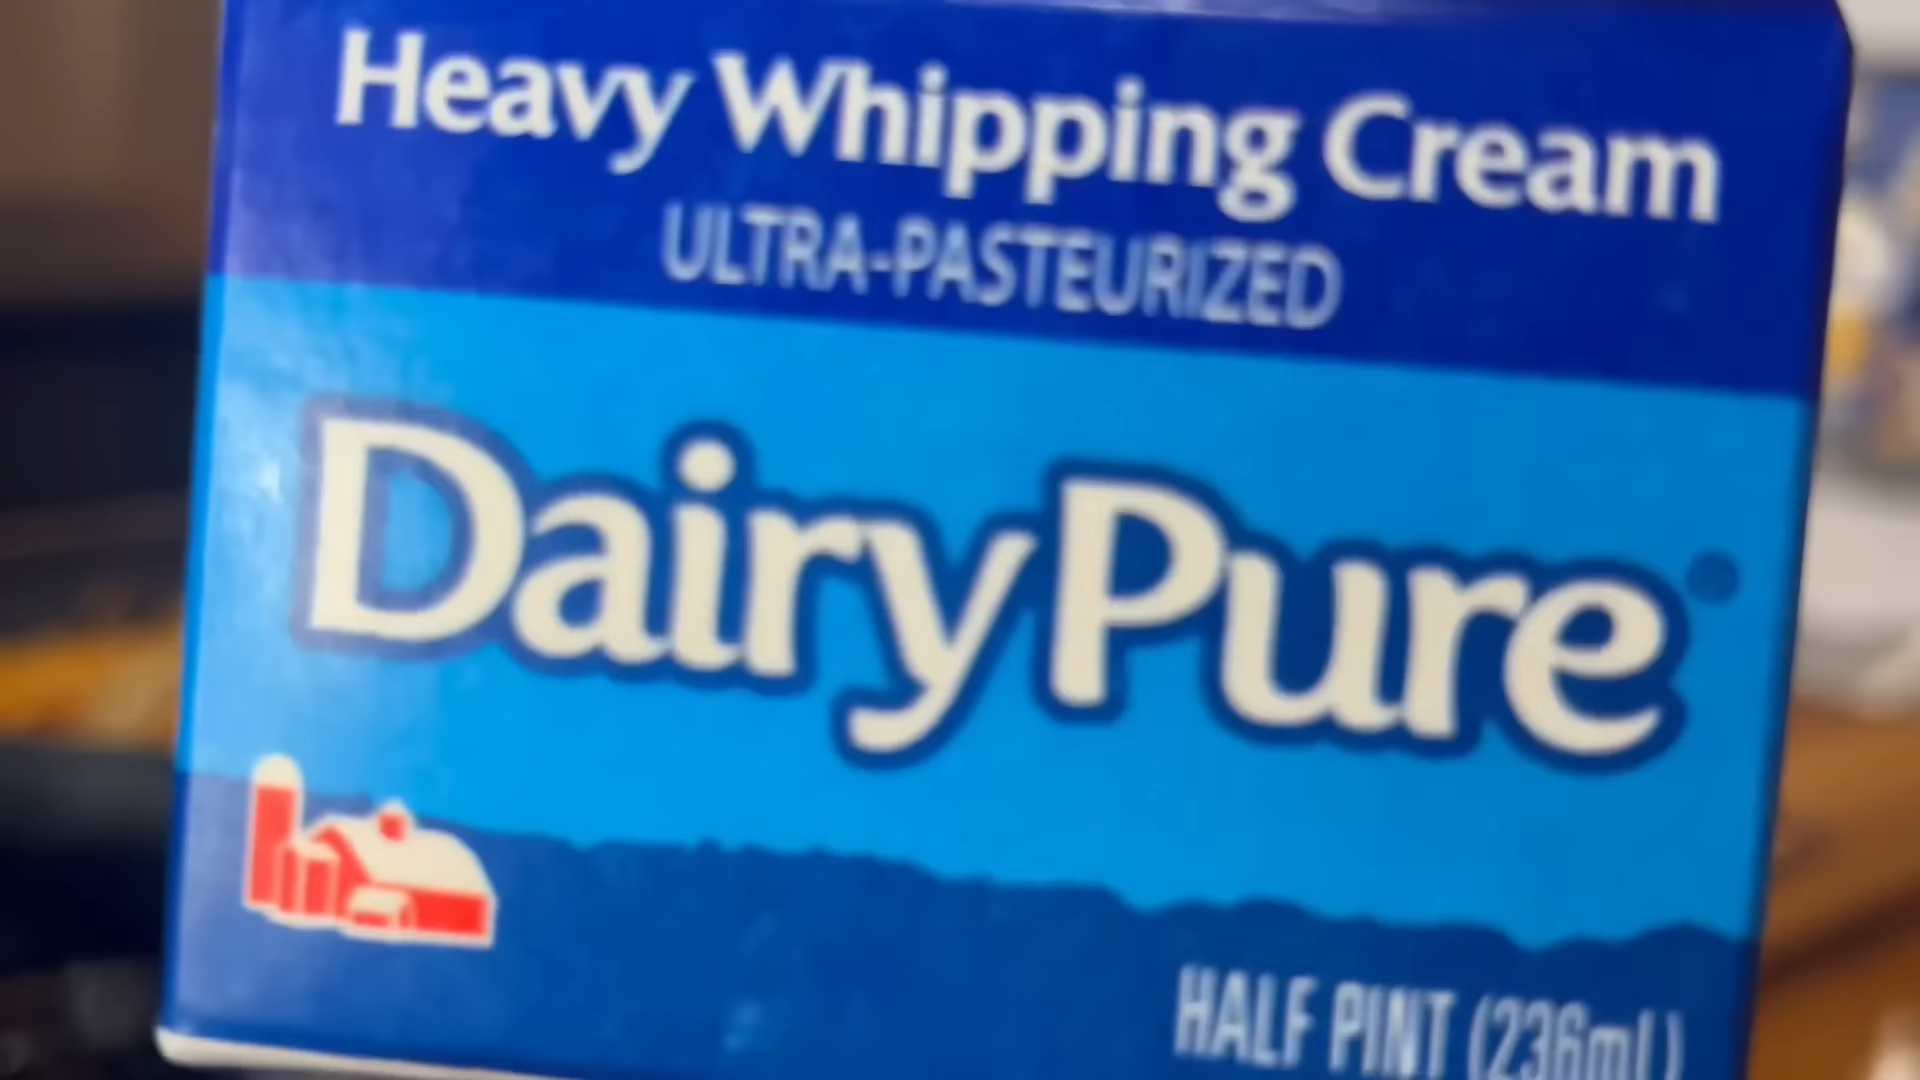 Heavy Whipping Cream
ULTRA-PASTEURIZED
DairyPure
HALF PINT (236mL)